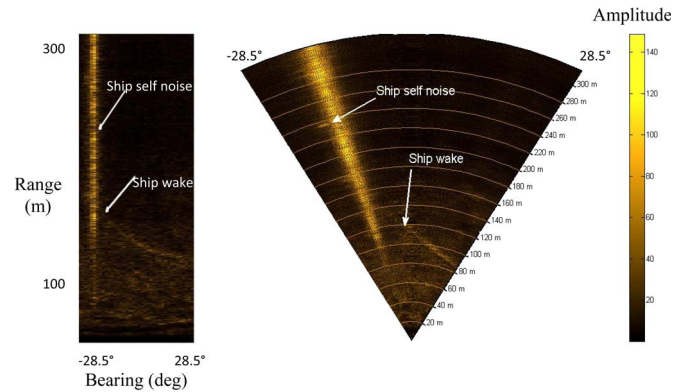 Amplitude
300
-28.5°
28.5°
Ship self noise
Ship wake
Range
(m)
100
-28.5°
28.5°
Bearing (deg)
Ship self noise
Ship wake
300 m
280 m
260 m
240 m
220 m
200 m
180 m
160 m
140 m
120 m
100 m
80 m
60 m
40 m
20 m
140
120
100
80
60
40
20